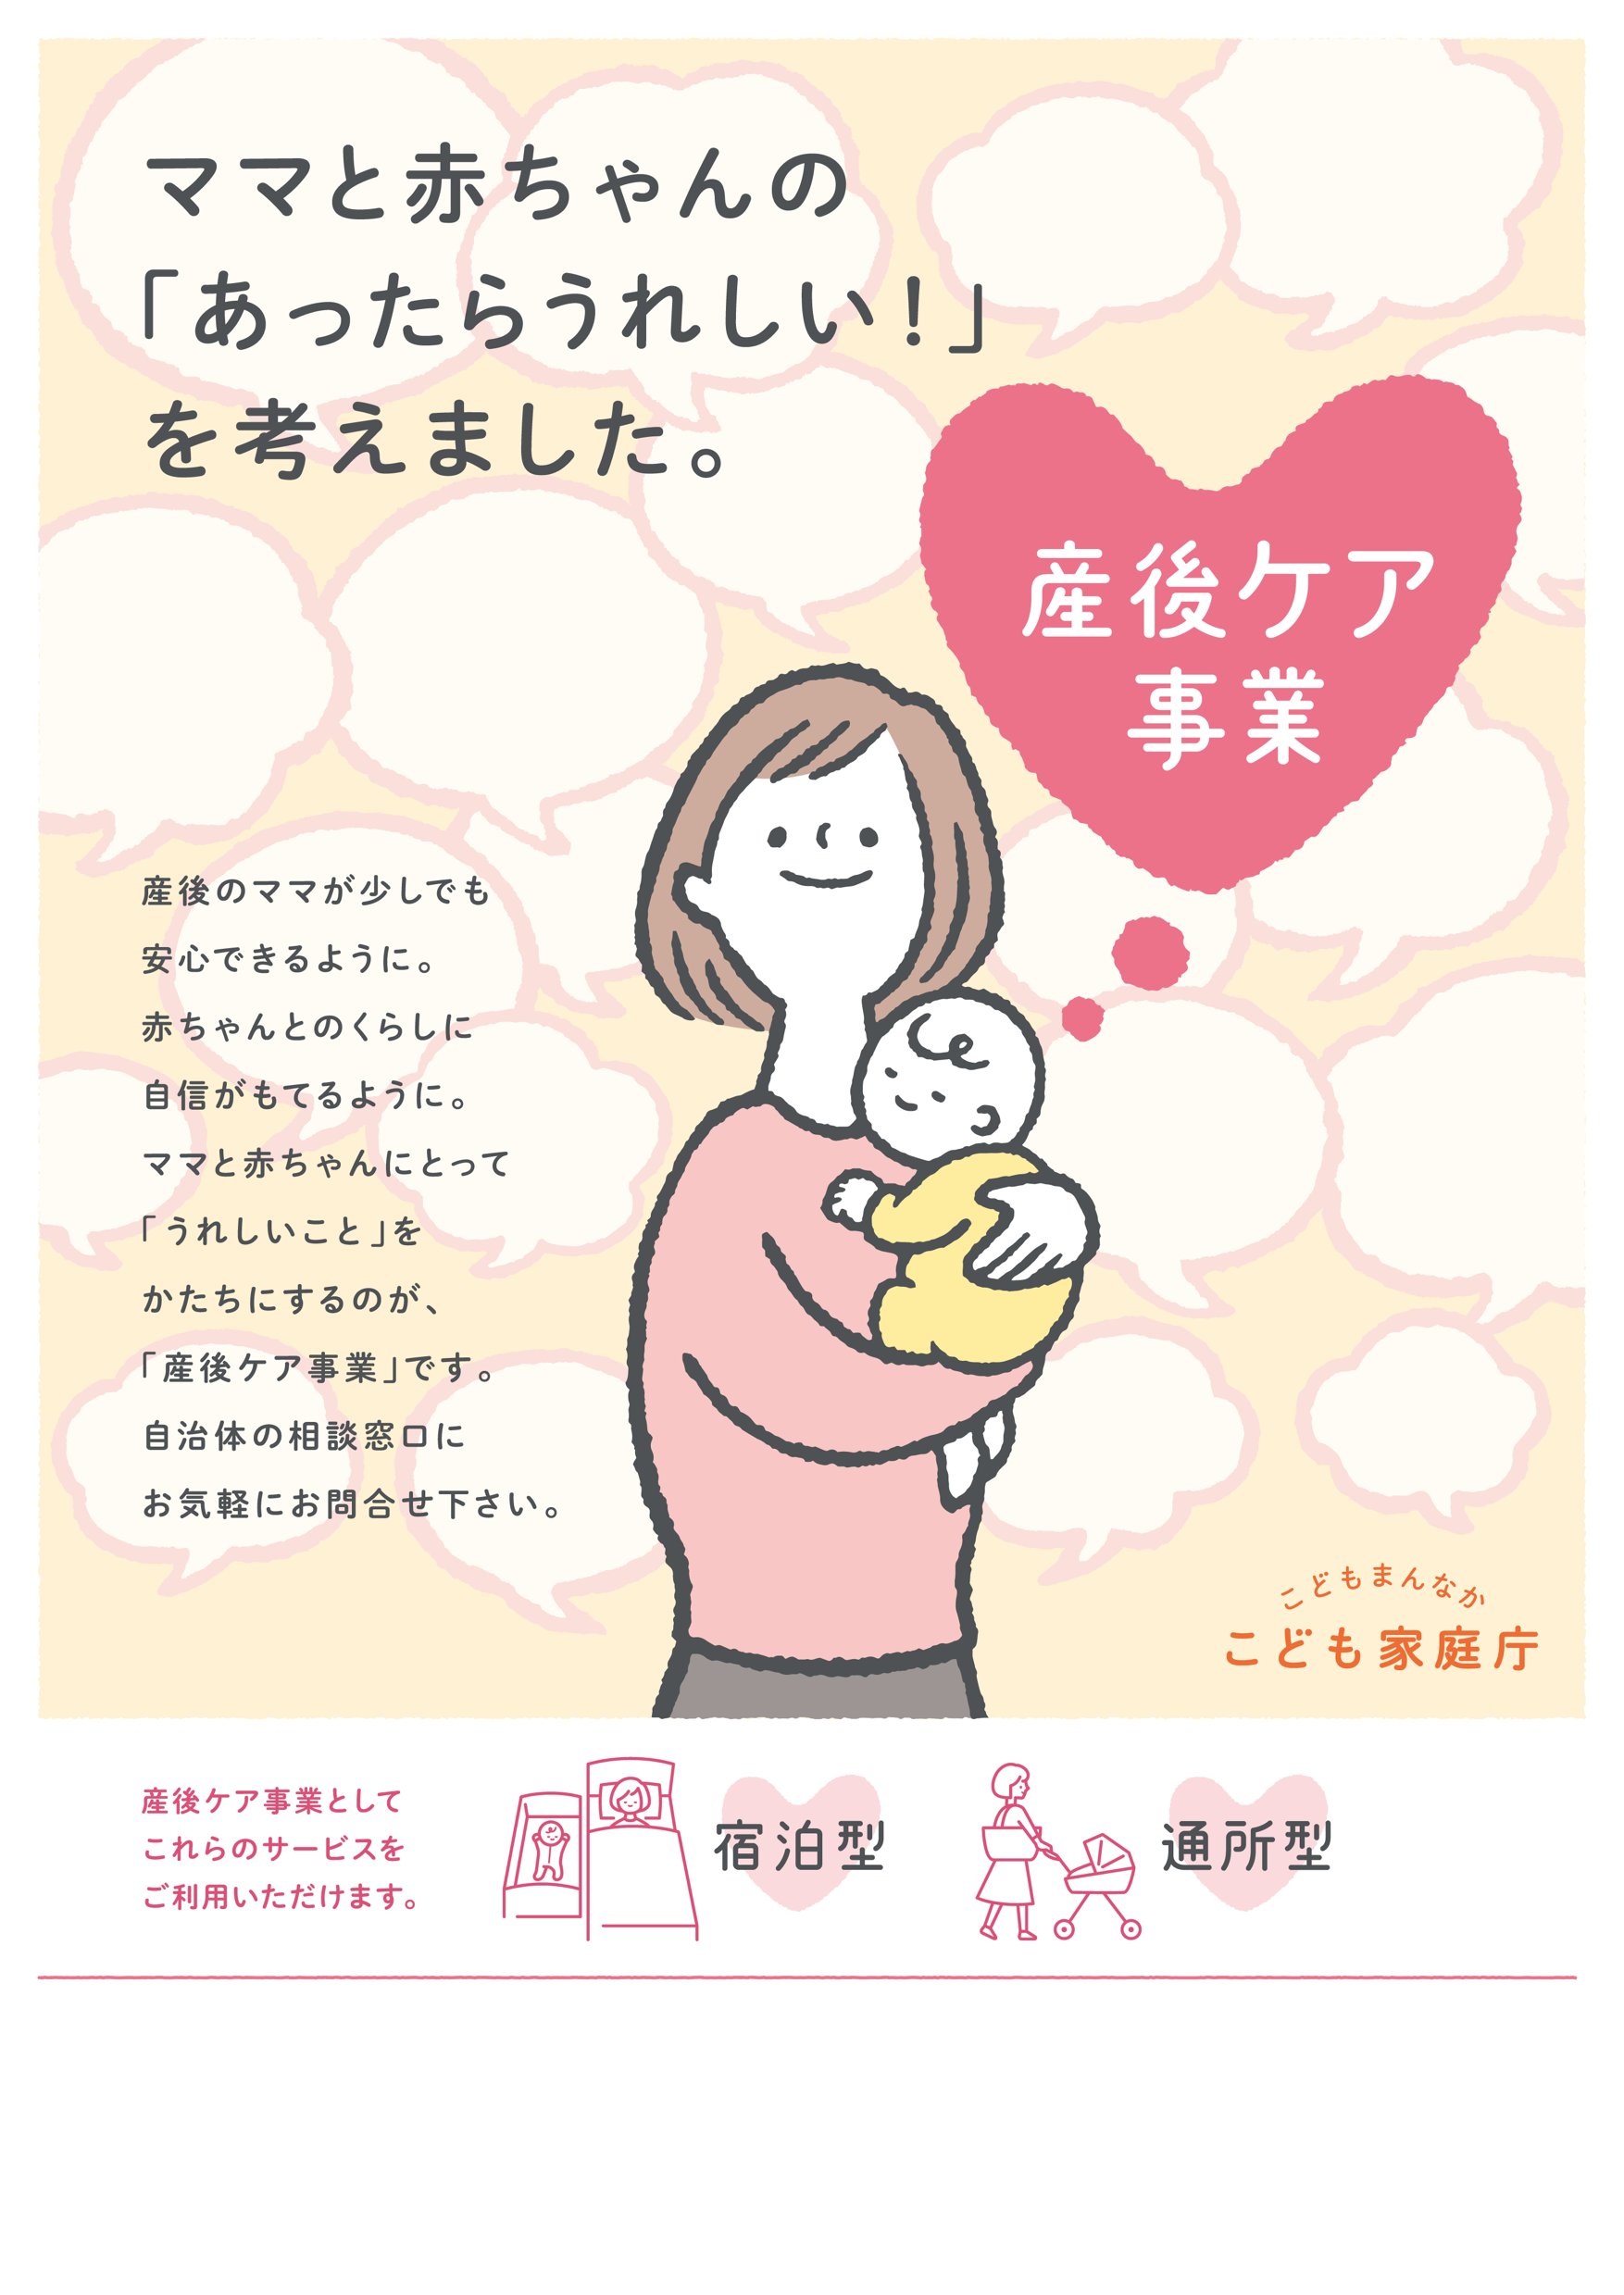 ママと赤ちゃんの
「あったらうれしい！」
を考えました。
産後ケア
事業
産後のママが少しでも
安心できるように。
赤ちゃんとのくらしに
自信がもてるように。
ママと赤ちゃんにとって
「うれしいこと」を
かたちにするのが、
「産後ケア事業」です。
自治体の相談窓口に
お気軽にお問合せ下さい。
こどもまんなか
こども家庭庁
産後ケア事業として
これらのサービスを
ご利用いただけます。
宿泊型
通所型